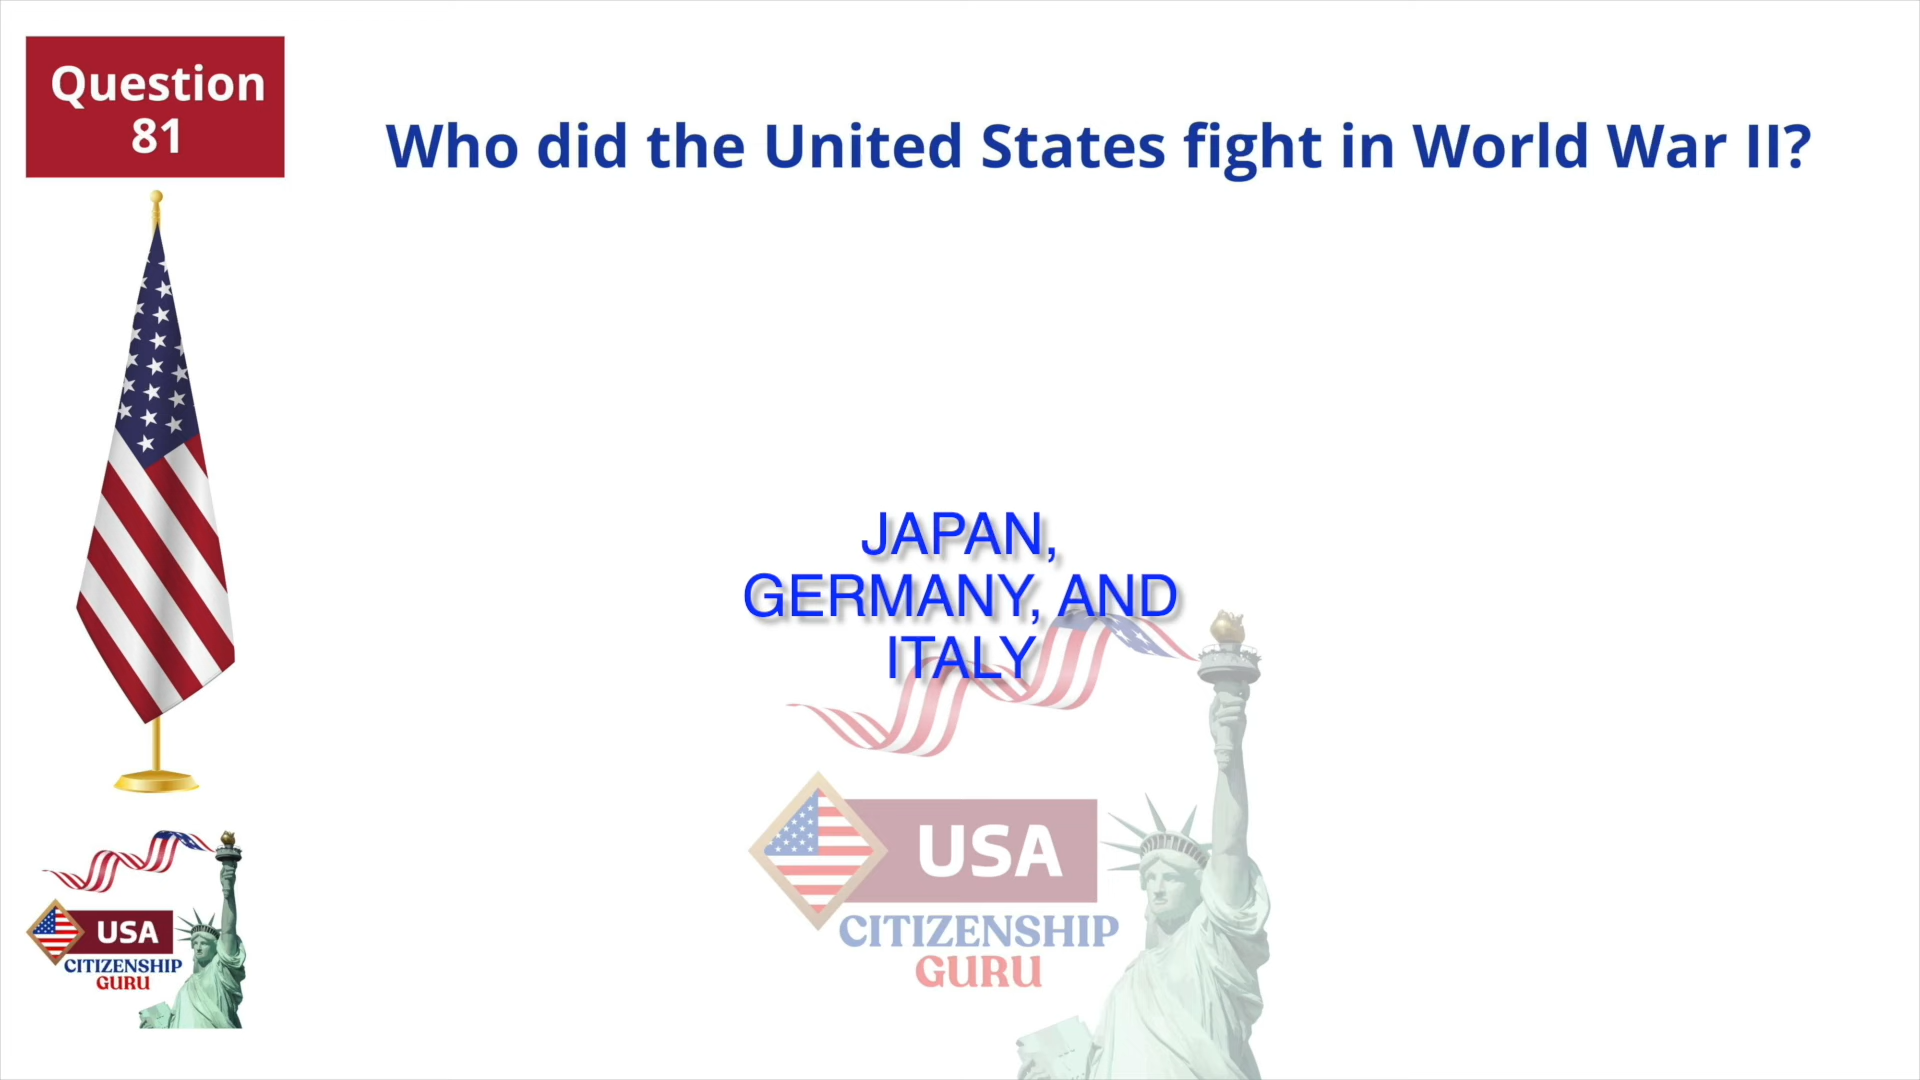 Question
81
Who did the United States fight in World War II?
JAPAN,
GERMANY, AND
ITALY
USA
CITIZENSHIP
GURU
USA
CITIZENSHIP
GURU